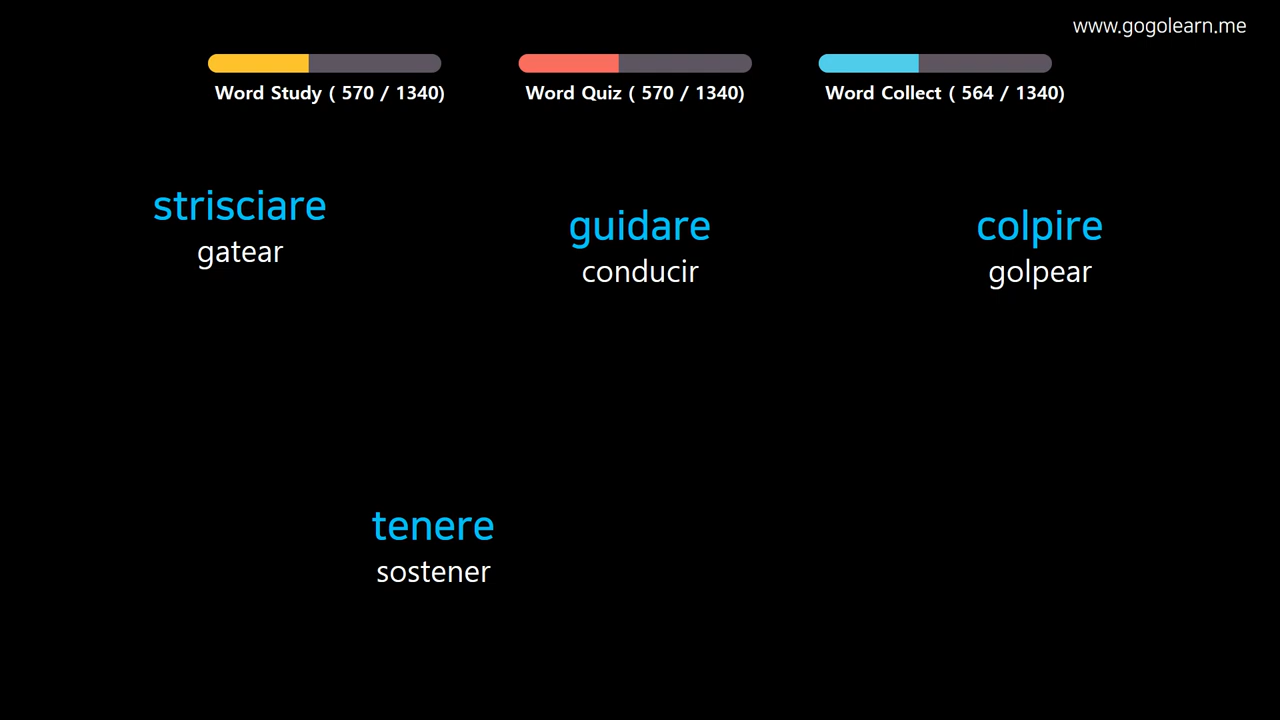 www.gogolearn.me
Word Study ( 570 / 1340)
Word Quiz ( 570 / 1340)
Word Collect ( 564 / 1340)
strisciare
gatear
guidare
conducir
colpire
golpear
tenere
sostener